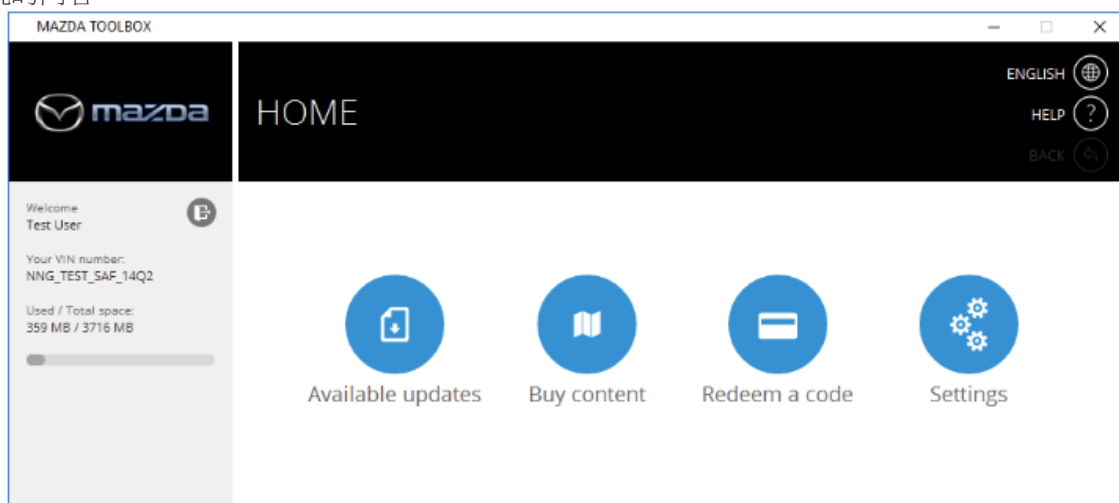 MAZDA TOOLBOX
mazda
HOME
ENGLISH
HELP
?
BACK
Welcome
Test User
Your VIN number:
NNG_TEST_SAF_14Q2
Used / Total space:
359 MB / 3716 MB
Available updates
Buy content
Redeem a code
Settings